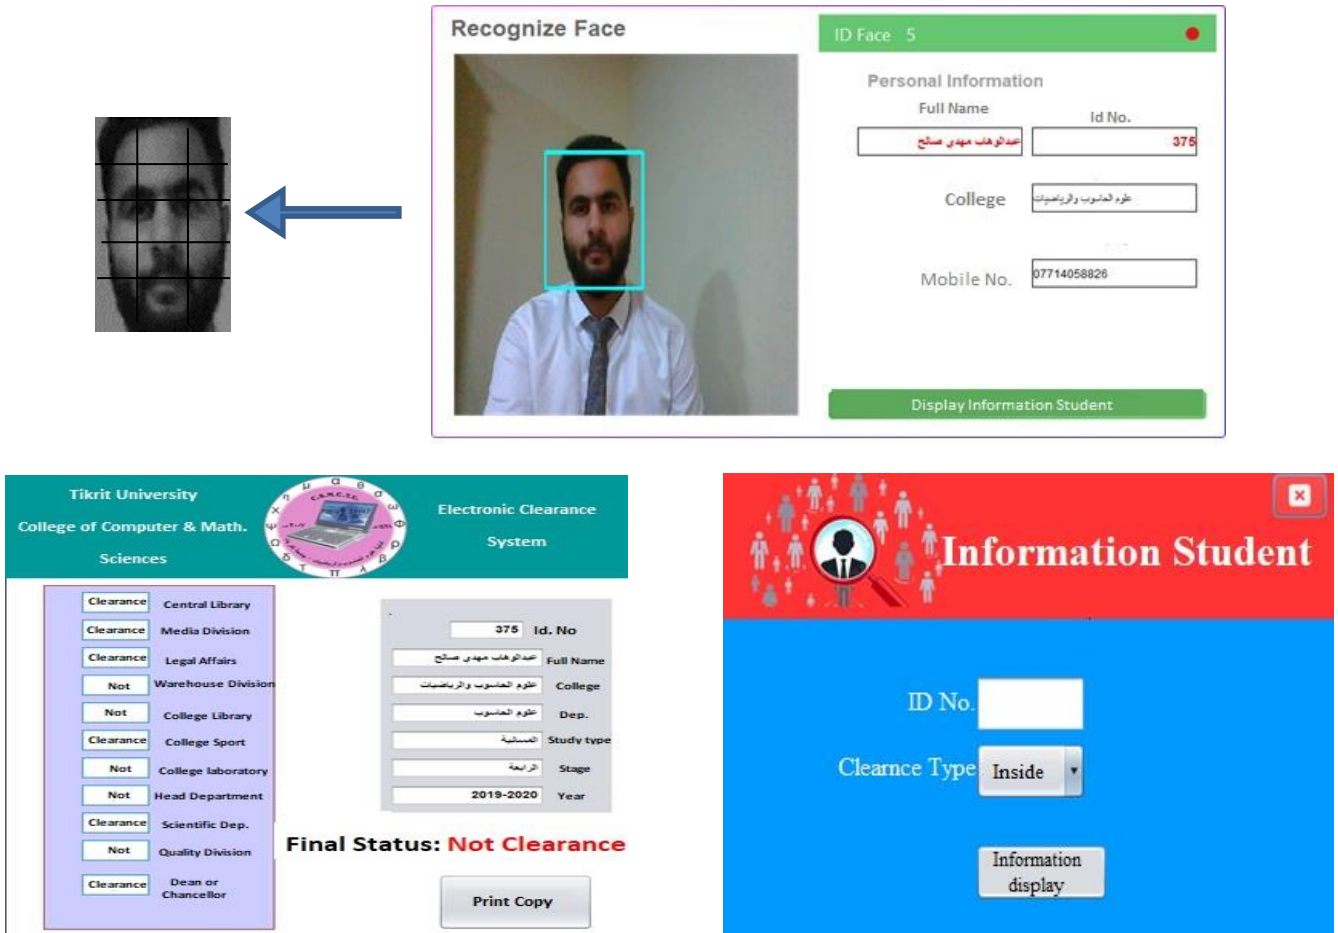 Recognize Face
ID Face 5
Personal Information
Full Name
Id No.
عبدالوهاب مهدي صالح
375
College
علوم الحاسوب والرياضيات
Mobile No.
07714058826
Display Information Student
Tikrit University
College of Computer & Math.
Sciences
C.S.M.C.T.U.
Electronic Clearance
System
Clearance Central Library
Clearance Media Division
Clearance Legal Affairs
Not Warehouse Division
Not College Library
Clearance College Sport
Not College laboratory
Not Head Department
Clearance Scientific Dep.
Not Quality Division
Clearance Dean or
Chancellor
375 Id. No
عبدالوهاب مهدي صالح Full Name
علوم الحاسوب والرياضيات College
علوم الحاسوب Dep.
المسائية Study type
الرابعة Stage
2019-2020 Year
Final Status: Not Clearance
Print Copy
Information Student
ID No.
Clearnce Type Inside
Information
display